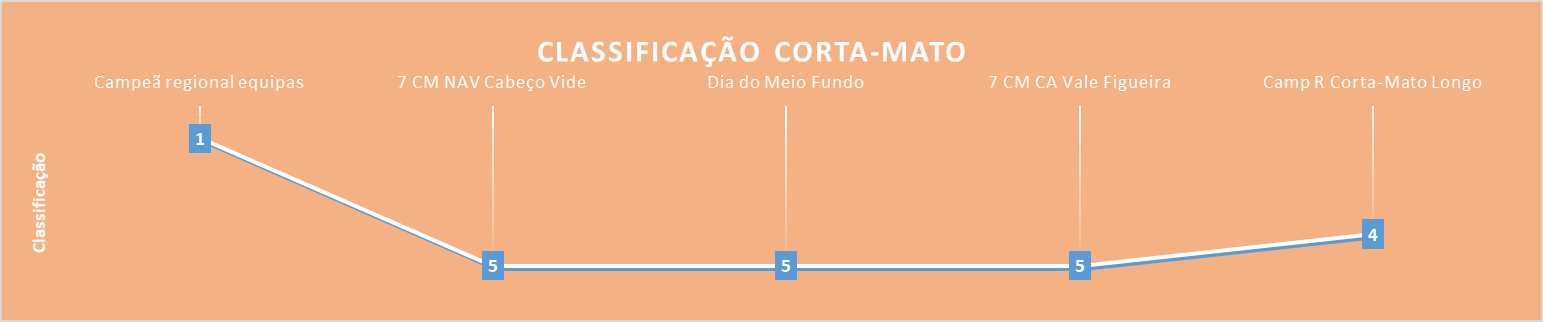 CLASSIFICAÇÃO CORTA-MATO
Campeã regional equipas
7 CM NAV Cabeço Vide
Dia do Meio Fundo
7 CM CA Vale Figueira
Camp R Corta-Mato Longo
Classificação
1
5
5
5
4